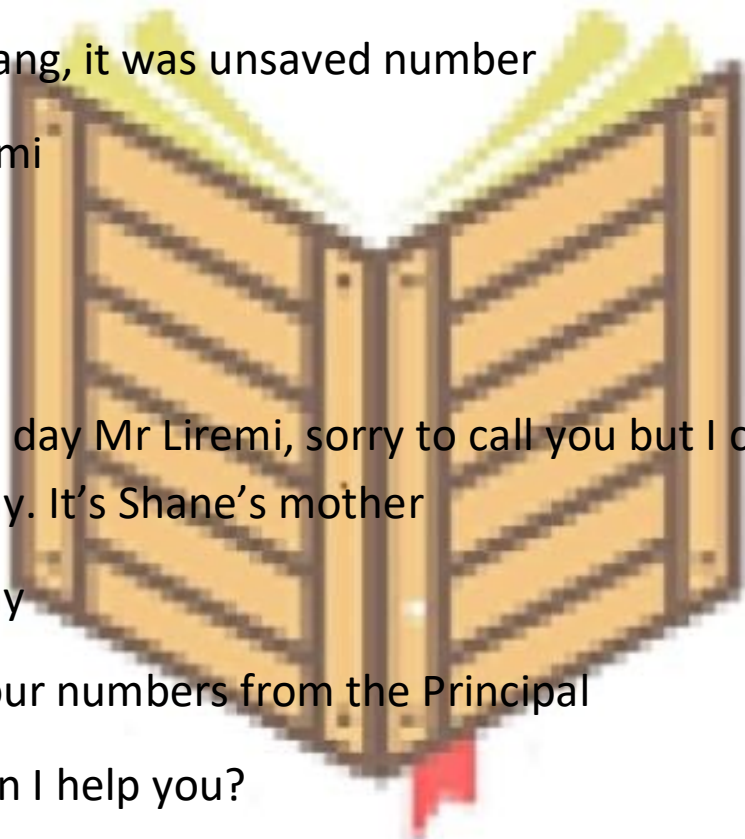 ang, it was unsaved number
mi
day Mr Liremi, sorry to call you but I c
y. It’s Shane’s mother
y
our numbers from the Principal
n I help you?